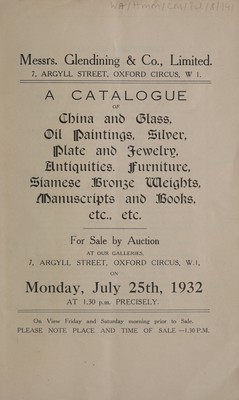 Messrs. Glendining & Co., Limited.
7, ARGYLL STREET, OXFORD CIRCUS, W 1.
A CATALOGUE
OF
China and Glass,
Oil Paintings, Silver,
Plate and Jewelry,
Antiquities. Furniture,
Siamese Bronze Weights,
Manuscripts and Books,
etc., etc.
For Sale by Auction
AT OUR GALLERIES,
7, ARGYLL STREET, OXFORD CIRCUS, W.1,
ON
Monday, July 25th, 1932
AT 1.30 p.m. PRECISELY.
On View Friday and Saturday morning prior to Sale.
PLEASE NOTE PLACE AND TIME OF SALE —1.30 P.M.